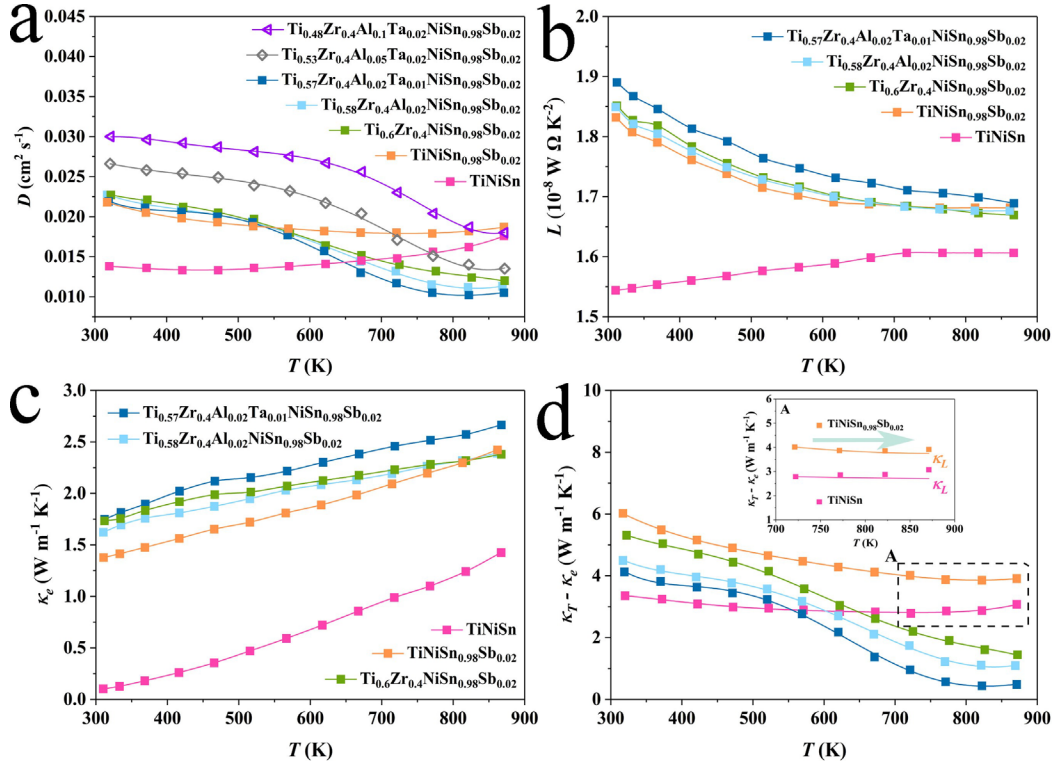 a
0.045
0.040
0.035
0.030
0.025
0.020
0.015
0.010
D (cm² s⁻¹)
Ti₀.₄₈Zr₀.₄Al₀.₁Ta₀.₀₂NiSn₀.₉₈Sb₀.₀₂
Ti₀.₅₃Zr₀.₄Al₀.₀₅Ta₀.₀₂NiSn₀.₉₈Sb₀.₀₂
Ti₀.₅₇Zr₀.₄Al₀.₀₂Ta₀.₀₁NiSn₀.₉₈Sb₀.₀₂
Ti₀.₅₈Zr₀.₄Al₀.₀₂NiSn₀.₉₈Sb₀.₀₂
Ti₀.₆Zr₀.₄NiSn₀.₉₈Sb₀.₀₂
TiNiSn₀.₉₈Sb₀.₀₂
TiNiSn
300 400 500 600 700 800 900
T (K)
b
2.0
1.9
1.8
1.7
1.6
1.5
L (10⁻⁸ W Ω K⁻²)
Ti₀.₅₇Zr₀.₄Al₀.₀₂Ta₀.₀₁NiSn₀.₉₈Sb₀.₀₂
Ti₀.₅₈Zr₀.₄Al₀.₀₂NiSn₀.₉₈Sb₀.₀₂
Ti₀.₆Zr₀.₄NiSn₀.₉₈Sb₀.₀₂
TiNiSn₀.₉₈Sb₀.₀₂
TiNiSn
300 400 500 600 700 800 900
T (K)
c
3.0
2.5
2.0
1.5
1.0
0.5
0.0
κₑ (W m⁻¹ K⁻¹)
Ti₀.₅₇Zr₀.₄Al₀.₀₂Ta₀.₀₁NiSn₀.₉₈Sb₀.₀₂
Ti₀.₅₈Zr₀.₄Al₀.₀₂NiSn₀.₉₈Sb₀.₀₂
TiNiSn
TiNiSn₀.₉₈Sb₀.₀₂
Ti₀.₆Zr₀.₄NiSn₀.₉₈Sb₀.₀₂
300 400 500 600 700 800 900
T (K)
d
10
8
6
4
2
0
κ_T - κₑ (W m⁻¹ K⁻¹)
A
6
5
4
3
2
1
κ_T - κₑ (W m⁻¹ K⁻¹)
TiNiSn₀.₉₈Sb₀.₀₂
κ_L
κ_L
TiNiSn
700 750 800 850 900
T (K)
A
300 400 500 600 700 800 900
T (K)